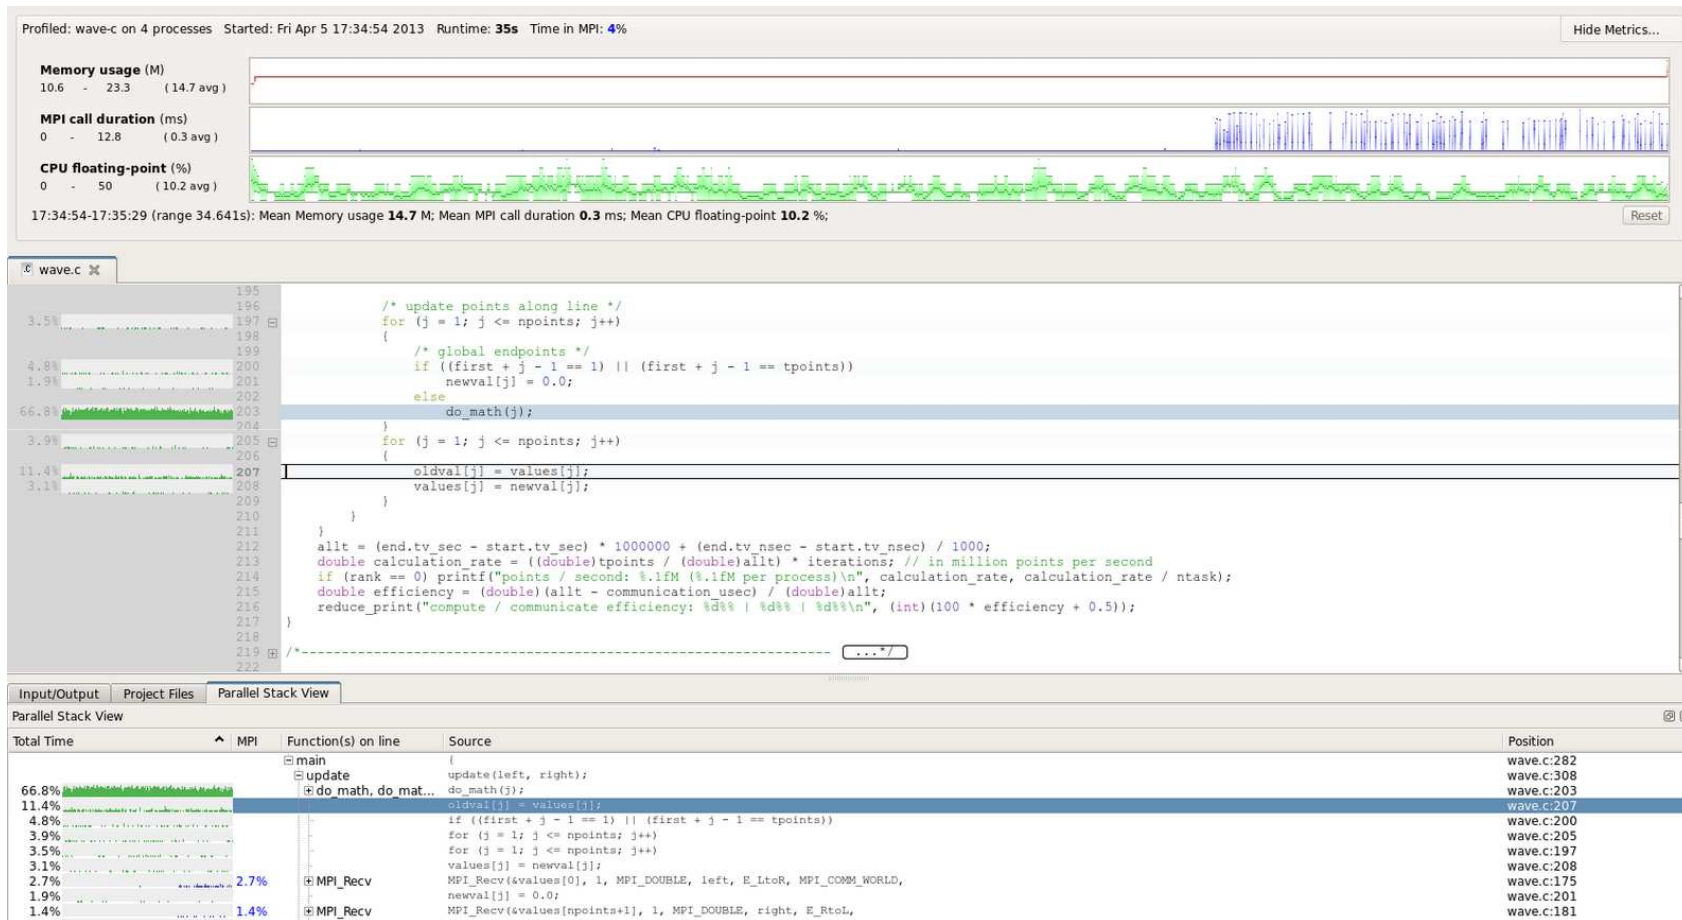 Profiled: wave-c on 4 processes Started: Fri Apr 5 17:34:54 2013 Runtime: 35s Time in MPI: 4%
Hide Metrics...
Memory usage (M)
10.6 - 23.3 ( 14.7 avg )
MPI call duration (ms)
0 - 12.8 ( 0.3 avg )
CPU floating-point (%)
0 - 50 ( 10.2 avg )
17:34:54-17:35:29 (range 34.641s): Mean Memory usage 14.7 M; Mean MPI call duration 0.3 ms; Mean CPU floating-point 10.2 %;
Reset
wave.c
195
196 /* update points along line */
3.5% 197 for (j = 1; j <= npoints; j++)
198 {
199 /* global endpoints */
4.8% 200 if ((first + j - 1 == 1) || (first + j - 1 == tpoints))
1.9% 201 newval[j] = 0.0;
202 else
66.8% 203 do_math(j);
204 }
3.9% 205 for (j = 1; j <= npoints; j++)
206 {
11.4% 207 oldval[j] = values[j];
3.1% 208 values[j] = newval[j];
209 }
210 }
211 }
212 allt = (end.tv_sec - start.tv_sec) * 1000000 + (end.tv_nsec - start.tv_nsec) / 1000;
213 double calculation_rate = ((double)tpoints / (double)allt) * iterations; // in million points per second
214 if (rank == 0) printf("points / second: %.1fM (%.1fM per process)\n", calculation_rate, calculation_rate / ntask);
215 double efficiency = (double)(allt - communication_usec) / (double)allt;
216 reduce_print("compute / communicate efficiency: %d%% | %d%% | %d%%\n", (int)(100 * efficiency + 0.5));
217 }
218
219 /*------------------------------------------------------------------- ...*/
222
Input/Output Project Files Parallel Stack View
Parallel Stack View
Total Time MPI Function(s) on line Source Position
main { wave.c:282
update update(left, right); wave.c:308
66.8% do_math, do_mat... do_math(j); wave.c:203
11.4% oldval[j] = values[j]; wave.c:207
4.8% if ((first + j - 1 == 1) || (first + j - 1 == tpoints)) wave.c:200
3.9% for (j = 1; j <= npoints; j++) wave.c:205
3.5% for (j = 1; j <= npoints; j++) wave.c:197
3.1% values[j] = newval[j]; wave.c:208
2.7% 2.7% MPI_Recv MPI_Recv(&values[0], 1, MPI_DOUBLE, left, E_LtoR, MPI_COMM_WORLD, wave.c:175
1.9% newval[j] = 0.0; wave.c:201
1.4% 1.4% MPI_Recv MPI_Recv(&values[npoints+1], 1, MPI_DOUBLE, right, E_RtoL, wave.c:181